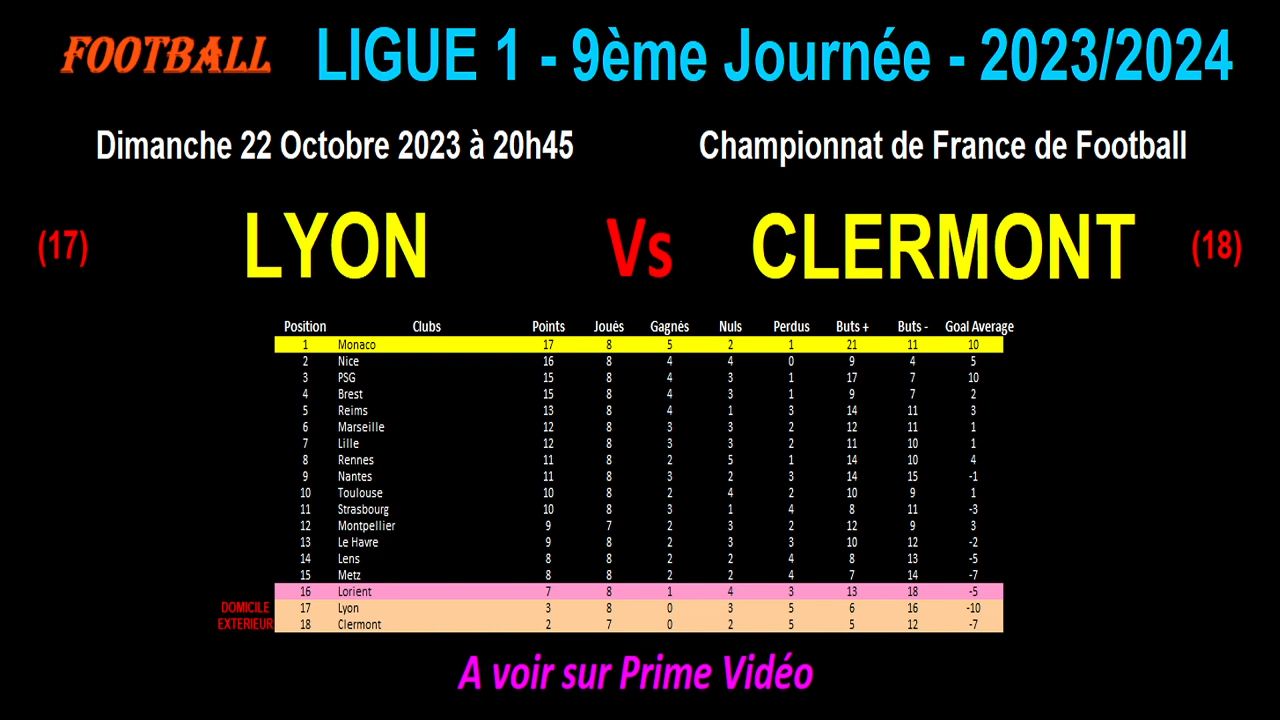 FOOTBALL LIGUE 1 - 9ème Journée - 2023/2024
Dimanche 22 Octobre 2023 à 20h45 Championnat de France de Football
(17) LYON Vs CLERMONT (18)
Position Clubs Points Joués Gagnés Nuls Perdus Buts + Buts - Goal Average
1 Monaco 17 8 5 2 1 21 11 10
2 Nice 16 8 4 4 0 9 4 5
3 PSG 15 8 4 3 1 17 7 10
4 Brest 15 8 4 3 1 9 7 2
5 Reims 13 8 4 1 3 14 11 3
6 Marseille 12 8 3 3 2 12 11 1
7 Lille 12 8 3 3 2 11 10 1
8 Rennes 11 8 2 5 1 14 10 4
9 Nantes 11 8 3 2 3 14 15 -1
10 Toulouse 10 8 2 4 2 10 9 1
11 Strasbourg 10 8 3 1 4 8 11 -3
12 Montpellier 9 7 2 3 2 12 9 3
13 Le Havre 9 8 2 3 3 10 12 -2
14 Lens 8 8 2 2 4 8 13 -5
15 Metz 8 8 2 2 4 7 14 -7
16 Lorient 7 8 1 4 3 13 18 -5
DOMICILE 17 Lyon 3 8 0 3 5 6 16 -10
EXTERIEUR 18 Clermont 2 7 0 2 5 5 12 -7
A voir sur Prime Vidéo